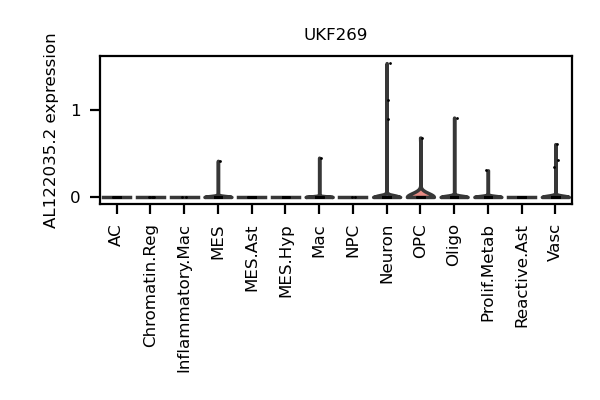 UKF269
AL122035.2 expression
1
0
AC
Chromatin.Reg
Inflammatory.Mac
MES
MES.Ast
MES.Hyp
Mac
NPC
Neuron
OPC
Oligo
Prolif.Metab
Reactive.Ast
Vasc